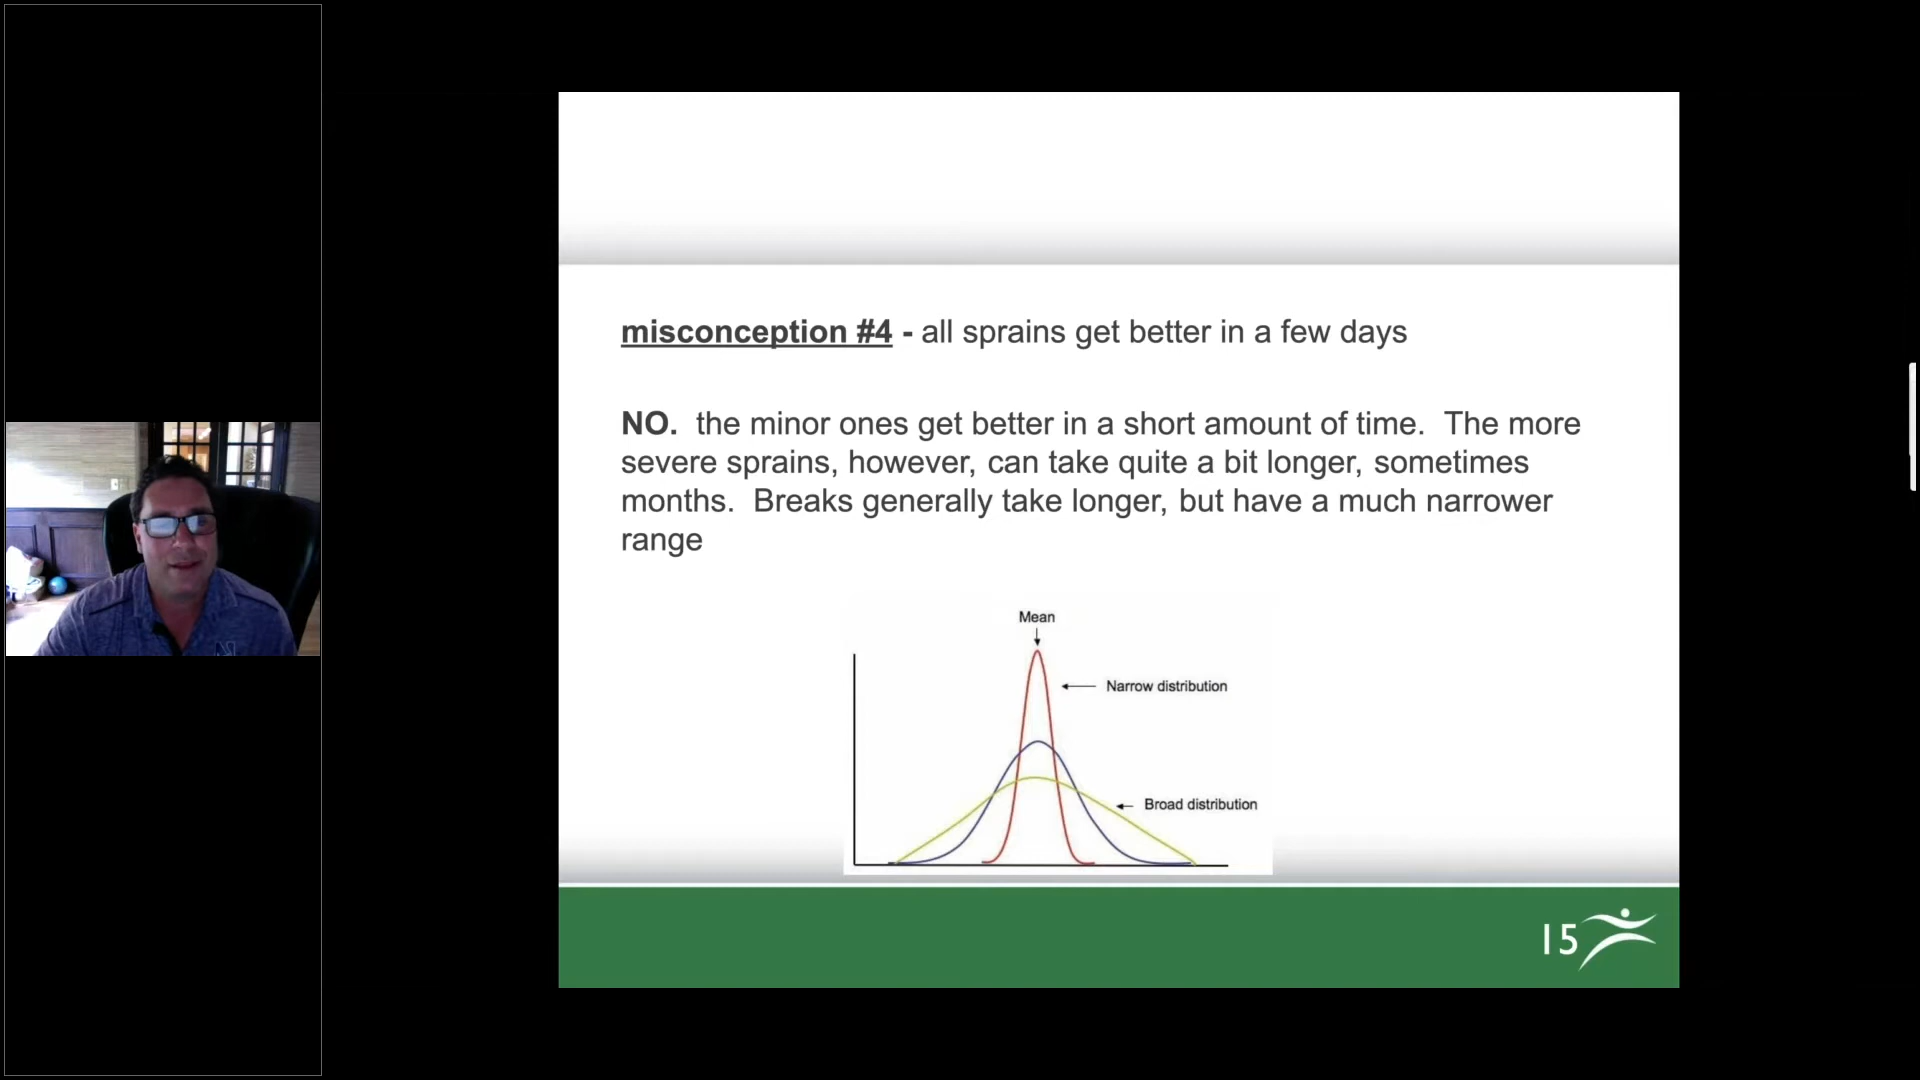 misconception #4 - all sprains get better in a few days
NO. the minor ones get better in a short amount of time. The more
severe sprains, however, can take quite a bit longer, sometimes
months. Breaks generally take longer, but have a much narrower
range
Mean
Narrow distribution
Broad distribution
15